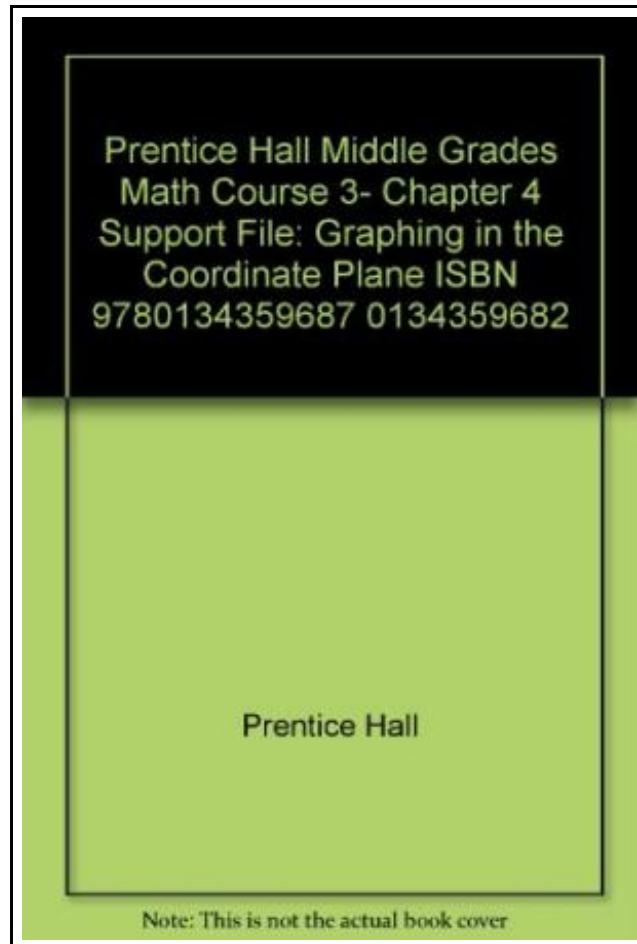 Prentice Hall Middle Grades
Math Course 3- Chapter 4
Support File: Graphing in the
Coordinate Plane ISBN
9780134359687 0134359682
Prentice Hall
Note: This is not the actual book cover